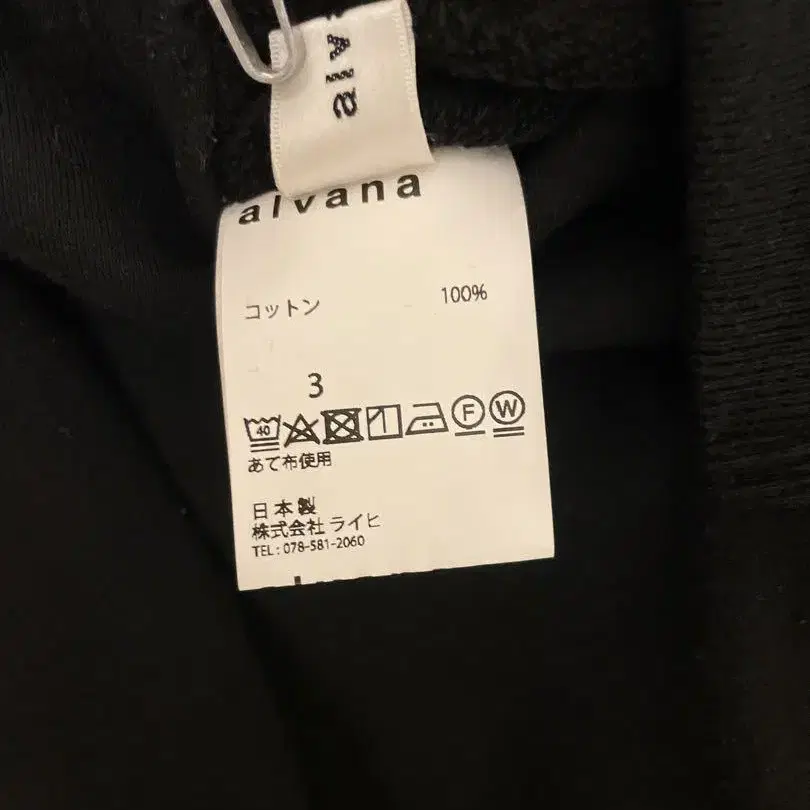 alvana
コットン 100%
3
40 F W
あて布使用
日本製
株式会社 ライヒ
TEL : 078-581-2060